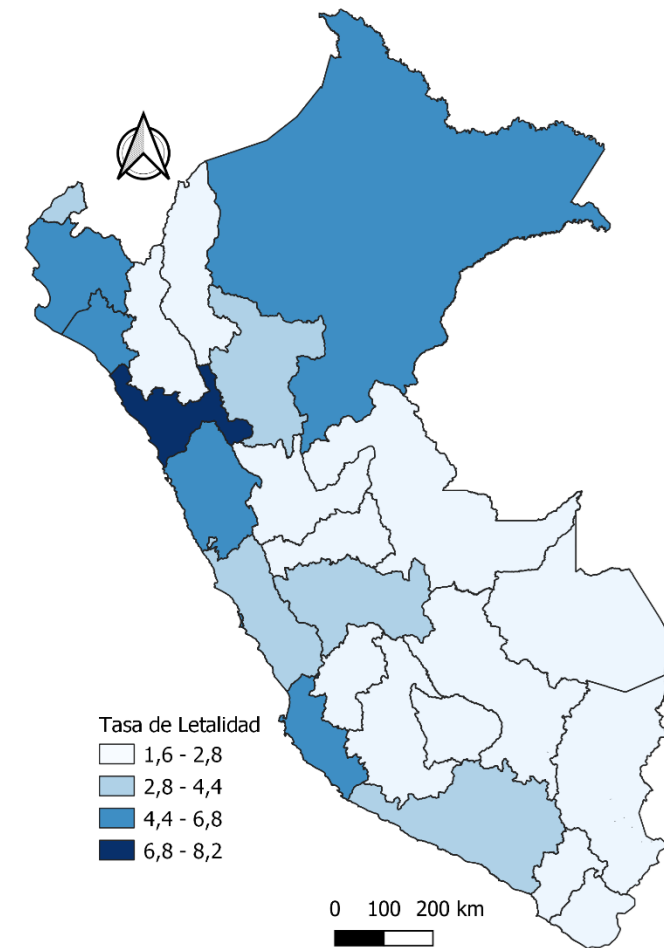 Tasa de Letalidad
1,6 - 2,8
2,8 - 4,4
4,4 - 6,8
6,8 - 8,2
0 100 200 km